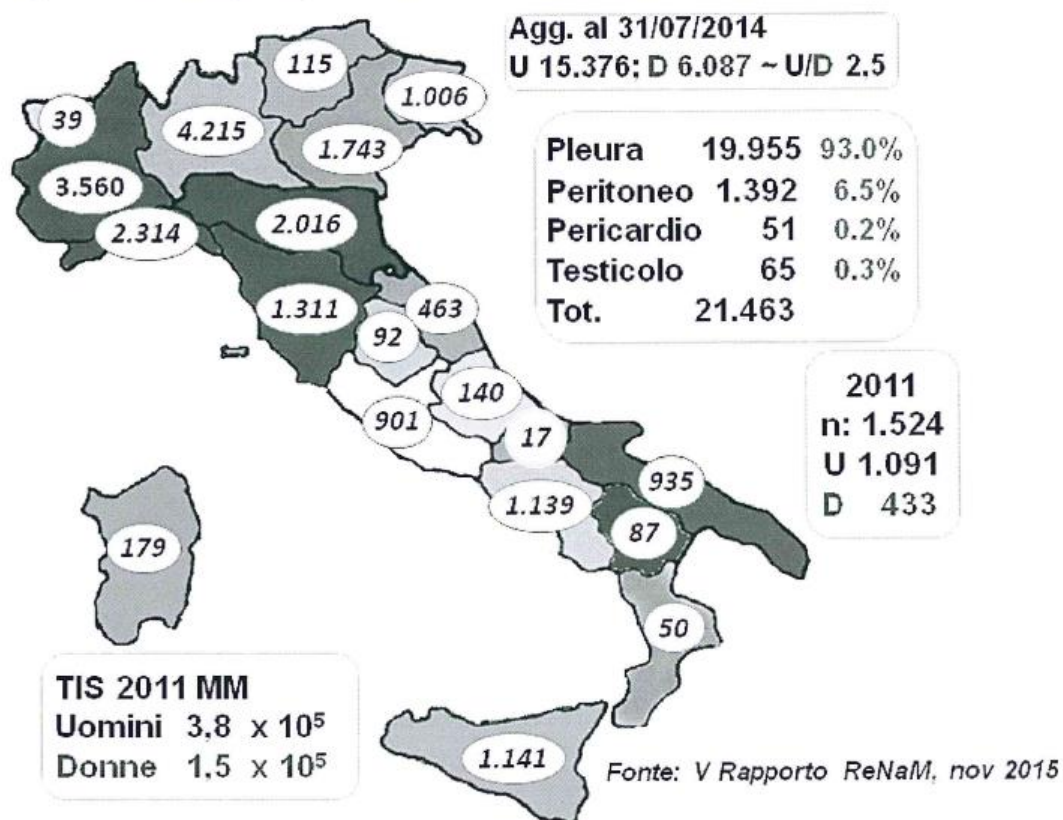 Agg. al 31/07/2014
U 15.376; D 6.087 ~ U/D 2.5
115
1.006
39
4.215
1.743
3.560
2.314
2.016
1.311
463
92
140
901
17
1.139
935
87
179
50
1.141
Pleura 19.955 93.0%
Peritoneo 1.392 6.5%
Pericardio 51 0.2%
Testicolo 65 0.3%
Tot. 21.463
2011
n: 1.524
U 1.091
D 433
TIS 2011 MM
Uomini 3,8 x 10⁵
Donne 1,5 x 10⁵
Fonte: V Rapporto ReNaM, nov 2015